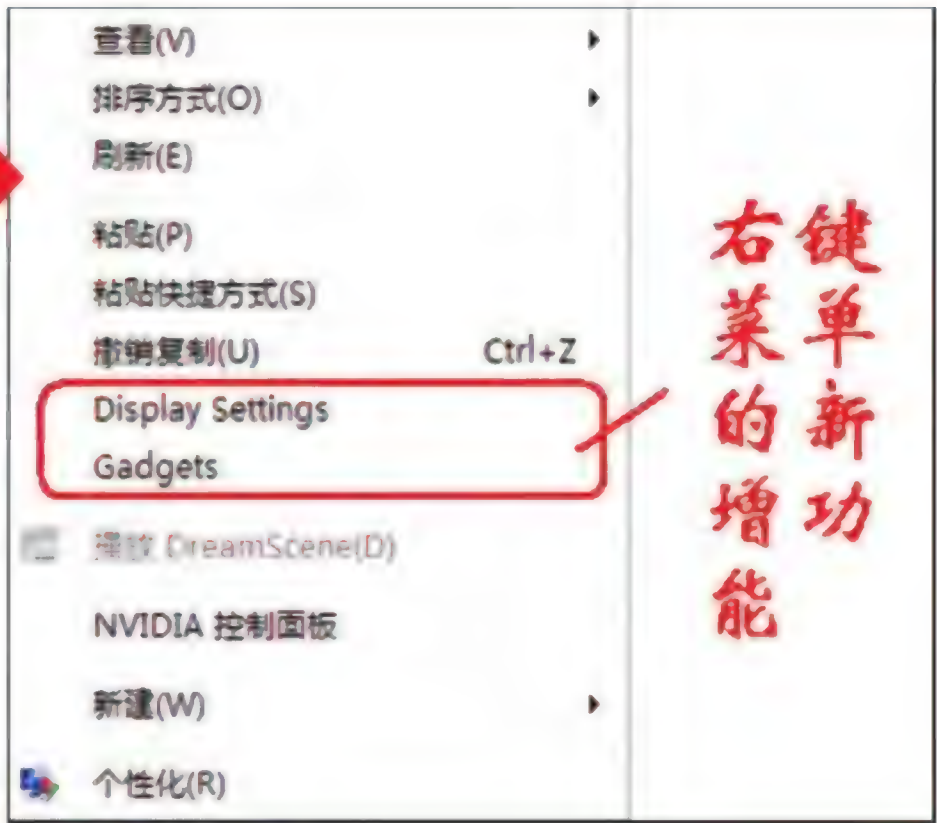 查看(V)
排序方式(O)
刷新(E)
粘贴(P)
粘贴快捷方式(S)
撤销复制(U) Ctrl+Z
Display Settings
Gadgets
播放 DreamScene(D)
NVIDIA 控制面板
新建(W)
个性化(R)
右键
菜单
的新
增功
能